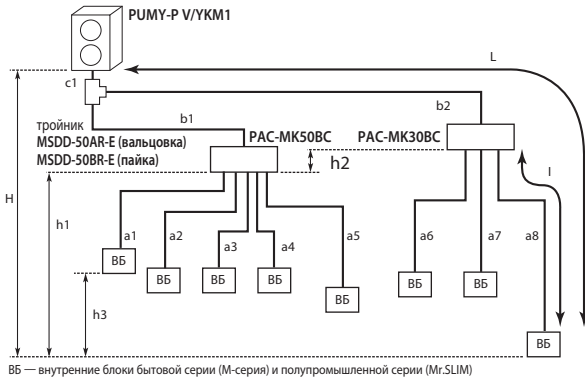 PUMY-P V/YKM1
L
c1
b1
b2
тройник
MSDD-50AR-E (вальцовка)
MSDD-50BR-E (пайка)
PAC-MK50BC
PAC-MK30BC
h2
l
H
h1
a1
a2
a3
a4
a5
a6
a7
a8
ВБ
ВБ
ВБ
ВБ
ВБ
ВБ
ВБ
h3
ВБ
ВБ — внутренние блоки бытовой серии (М-серия) и полупромышленной серии (Mr.SLIM)